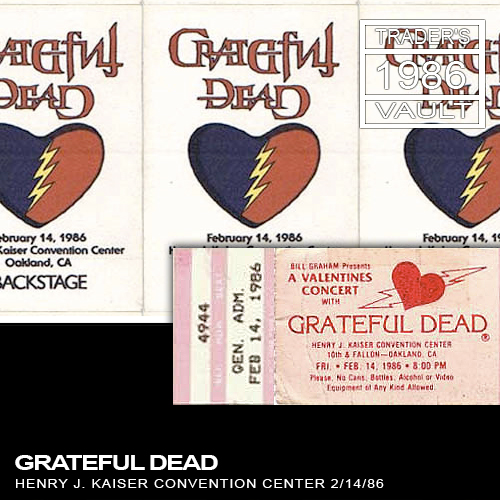 GRATEFUL
DEAD
GRATEFUL
DEAD
TRADER'S
1986
VAULT
February 14, 1986
Kaiser Convention Center
Oakland, CA
BACKSTAGE
February 14, 1986
February 14, 1986
4944
GEN. ADM.
FEB 14, 1986
BILL GRAHAM Presents
A VALENTINES
CONCERT
WITH
GRATEFUL DEAD
®
HENRY J. KAISER CONVENTION CENTER
10th & FALLON—OAKLAND, CA
FRI. • FEB. 14, 1986 • 8:00 PM
Please, No Cans, Bottles, Alcohol or Video
Equipment of Any Kind Allowed.
GRATEFUL DEAD
HENRY J. KAISER CONVENTION CENTER 2/14/86